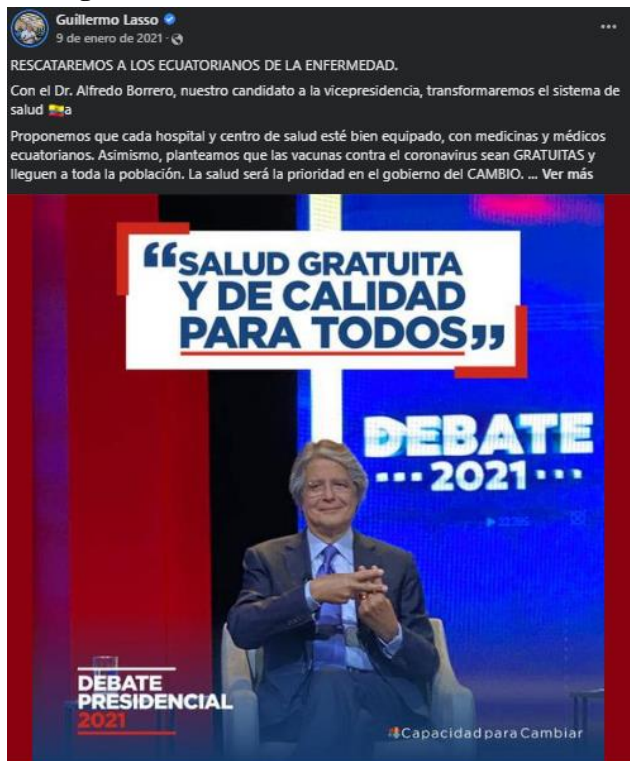 Guillermo Lasso
9 de enero de 2021 ·
RESCATAREMOS A LOS ECUATORIANOS DE LA ENFERMEDAD.
Con el Dr. Alfredo Borrero, nuestro candidato a la vicepresidencia, transformaremos el sistema de
salud 🇪🇨a
Proponemos que cada hospital y centro de salud esté bien equipado, con medicinas y médicos
ecuatorianos. Asimismo, planteamos que las vacunas contra el coronavirus sean GRATUITAS y
lleguen a toda la población. La salud será la prioridad en el gobierno del CAMBIO. ... Ver más
“SALUD GRATUITA
Y DE CALIDAD
PARA TODOS”
DEBATE
··· 2021 ···
DEBATE
PRESIDENCIAL
2021
#CapacidadparaCambiar